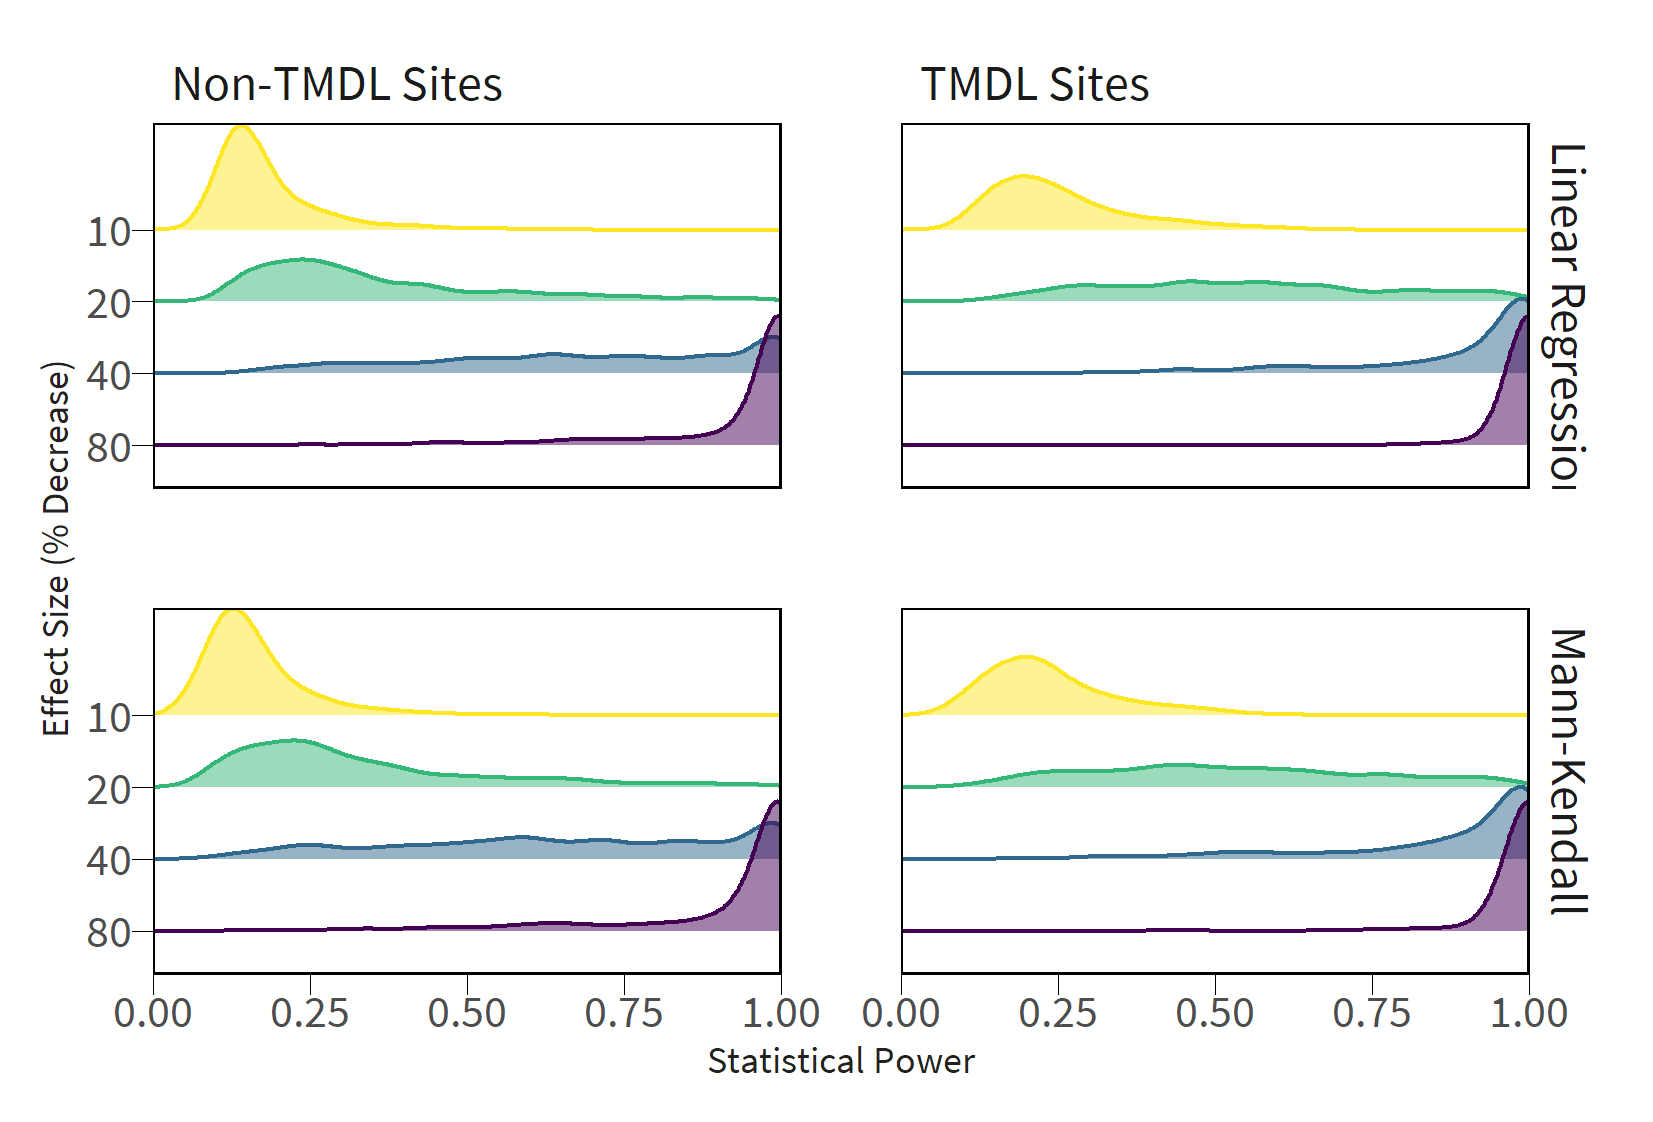 Non-TMDL Sites
TMDL Sites
Linear Regressio
10
20
40
80
Effect Size (% Decrease)
Mann-Kendall
10
20
40
80
0.00 0.25 0.50 0.75 1.00
0.00 0.25 0.50 0.75 1.00
Statistical Power